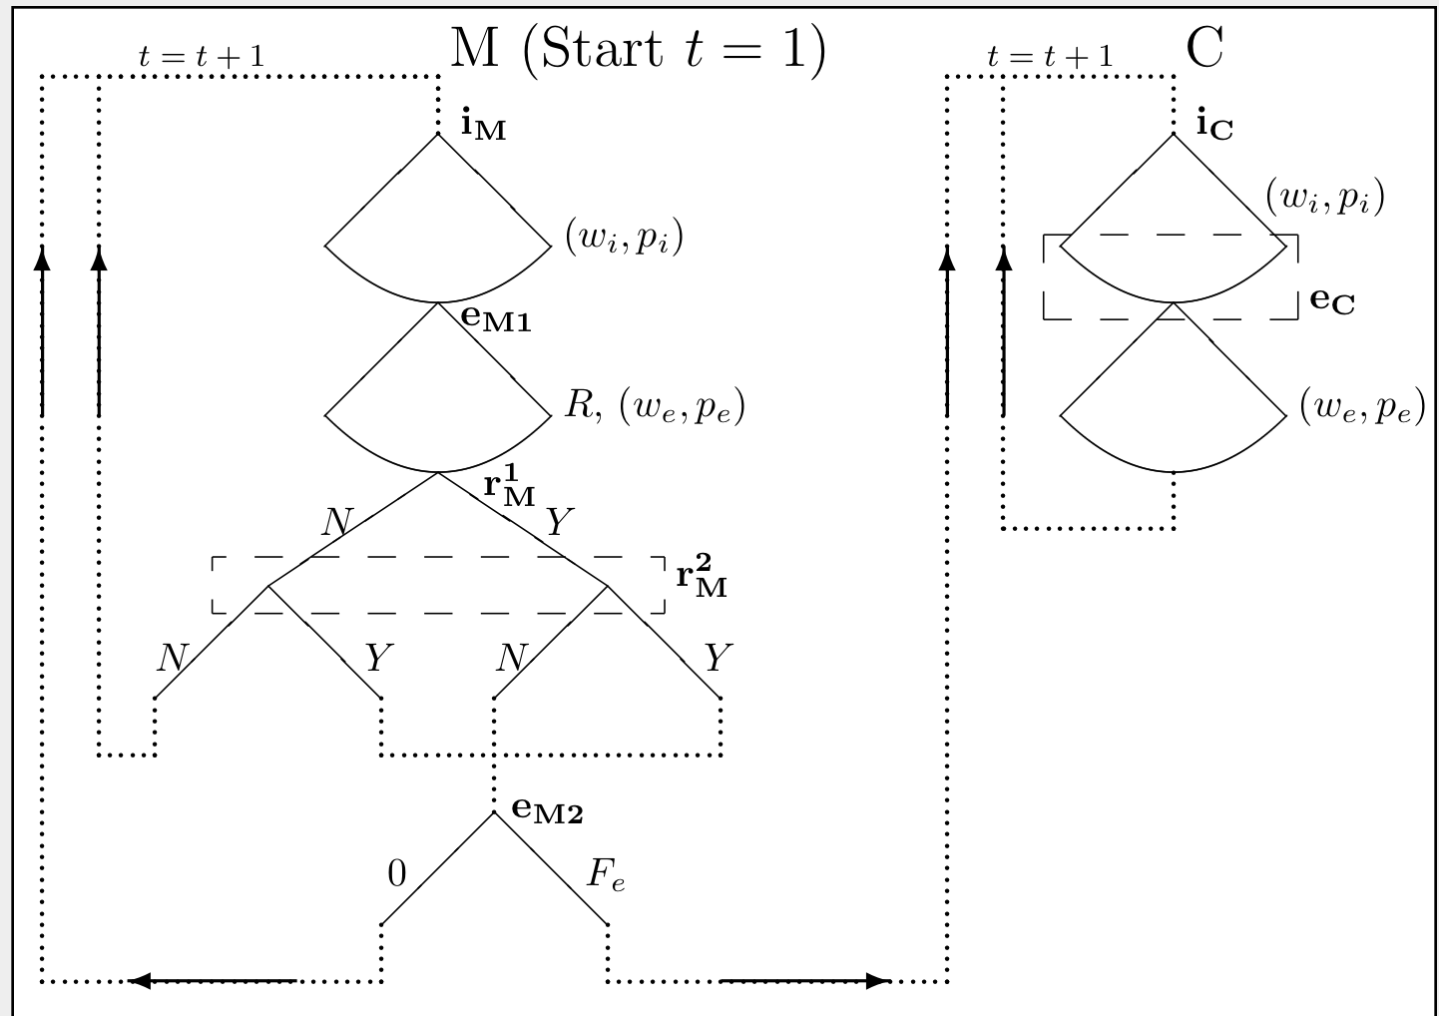 t = t + 1
M (Start t = 1)
t = t + 1
C
i_M
i_C
(w_i, p_i)
(w_i, p_i)
e_M1
e_C
R, (w_e, p_e)
(w_e, p_e)
r_M^1
N
Y
r_M^2
N
Y
N
Y
e_M2
0
F_e